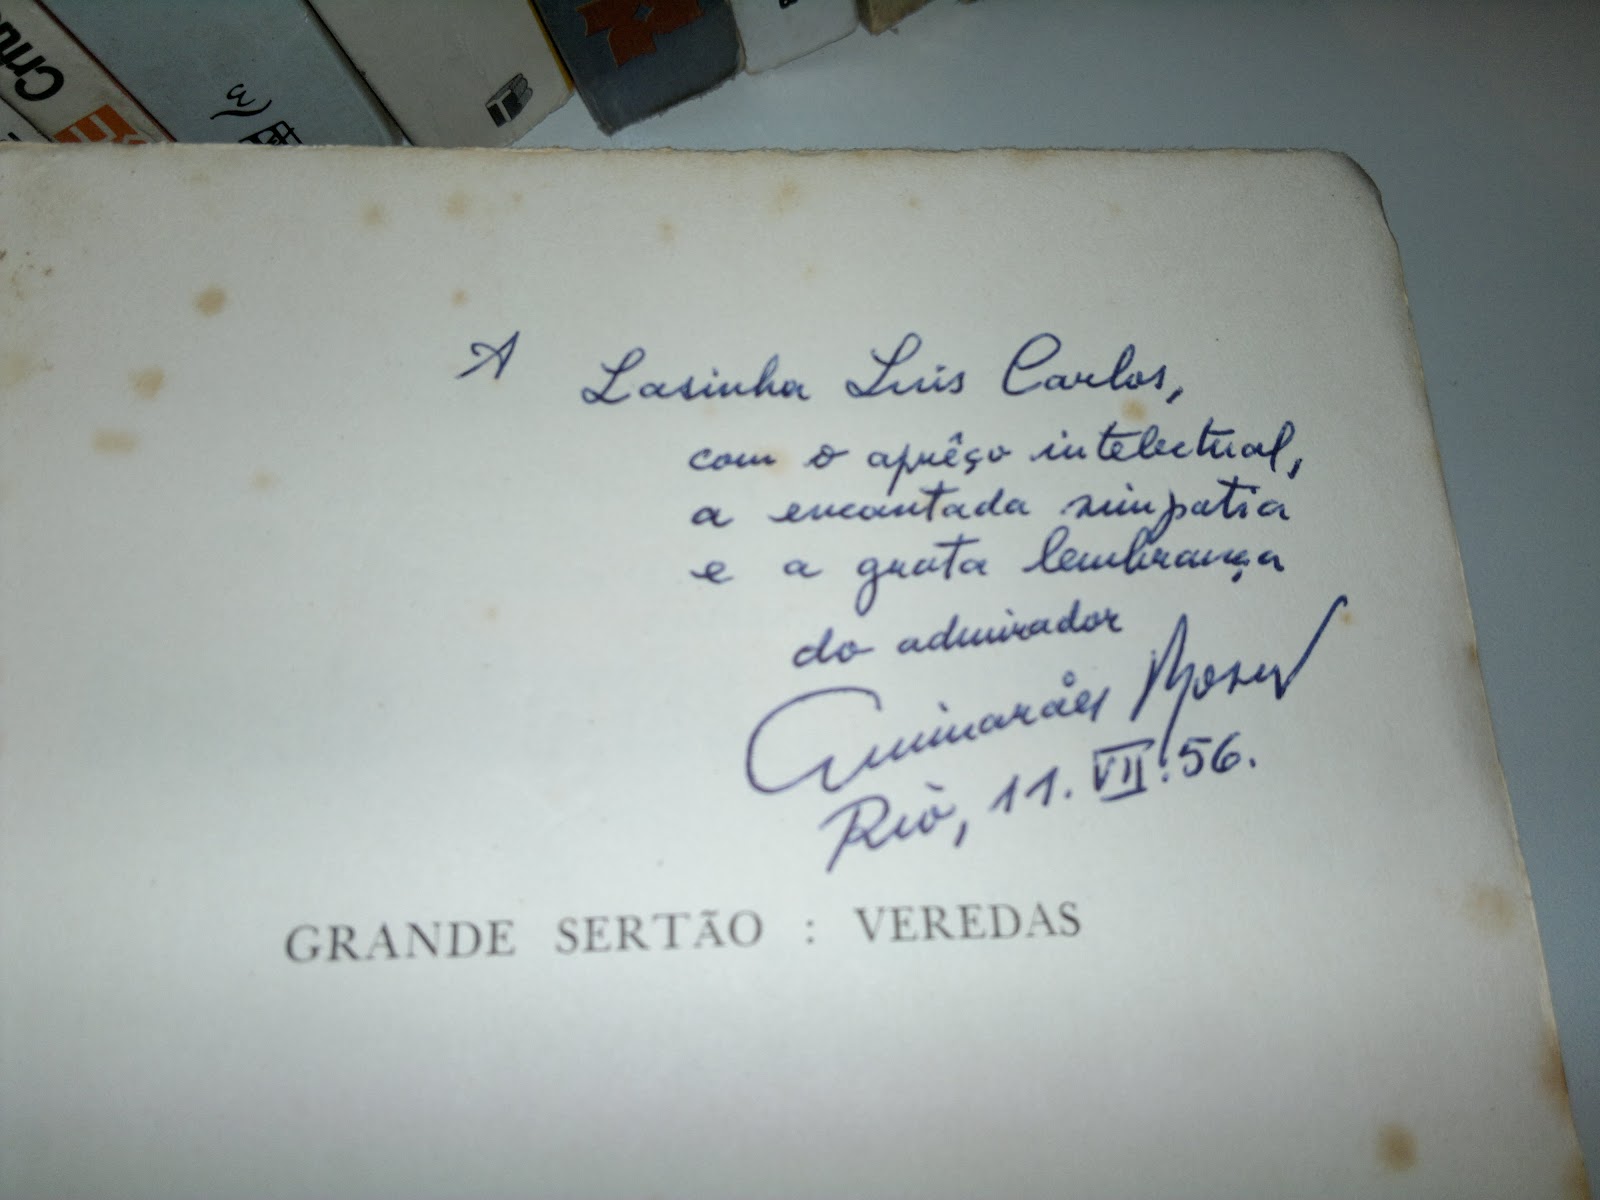 A Lasinha Luis Carlos,
com o aprêço intelectual,
a encantada simpatia
e a grata lembrança
do admirador
Guimarães Rosa
Rio, 11.VII.56.
GRANDE SERTÃO : VEREDAS